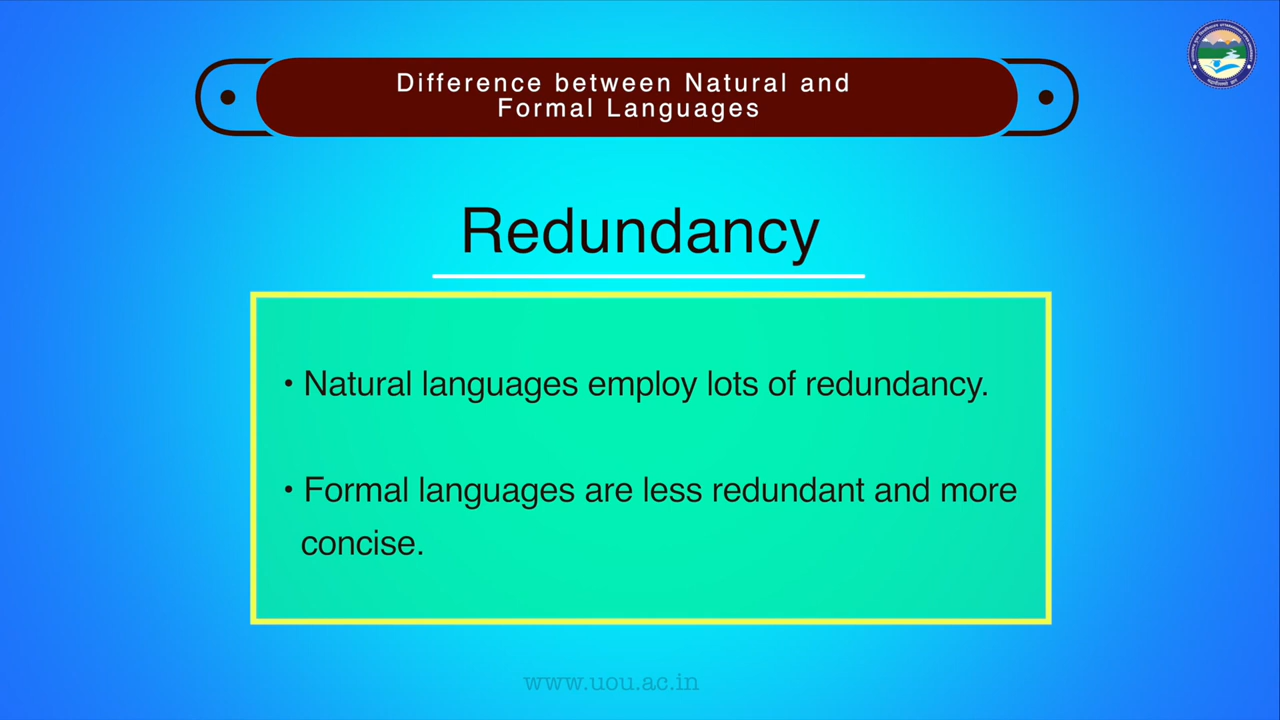 Difference between Natural and
Formal Languages
Redundancy
• Natural languages employ lots of redundancy.
• Formal languages are less redundant and more
concise.
www.uou.ac.in